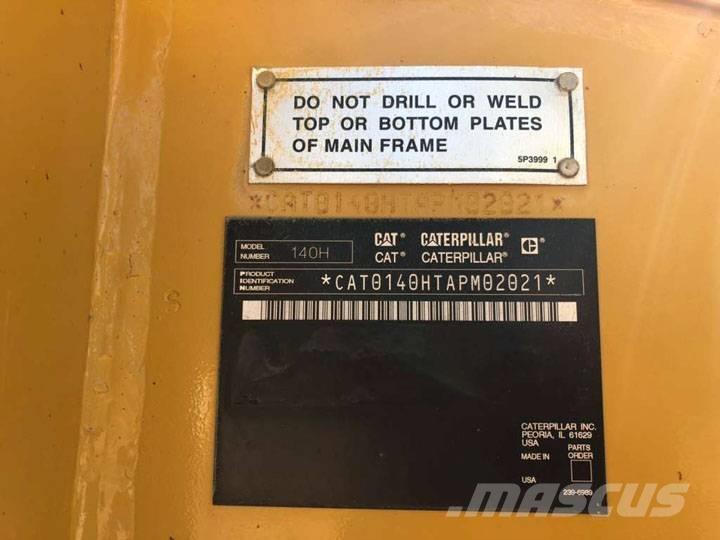 DO NOT DRILL OR WELD
TOP OR BOTTOM PLATES
OF MAIN FRAME
5P3999 1
*CAT0140HTAPM02021*
MODEL NUMBER 140H
CAT CATERPILLAR C
CAT® CATERPILLAR®
PRODUCT IDENTIFICATION NUMBER *CAT0140HTAPM02021*
CATERPILLAR INC.
PEORIA, IL 61629
USA
PARTS ORDER
MADE IN
USA
239-5989
MASCUS